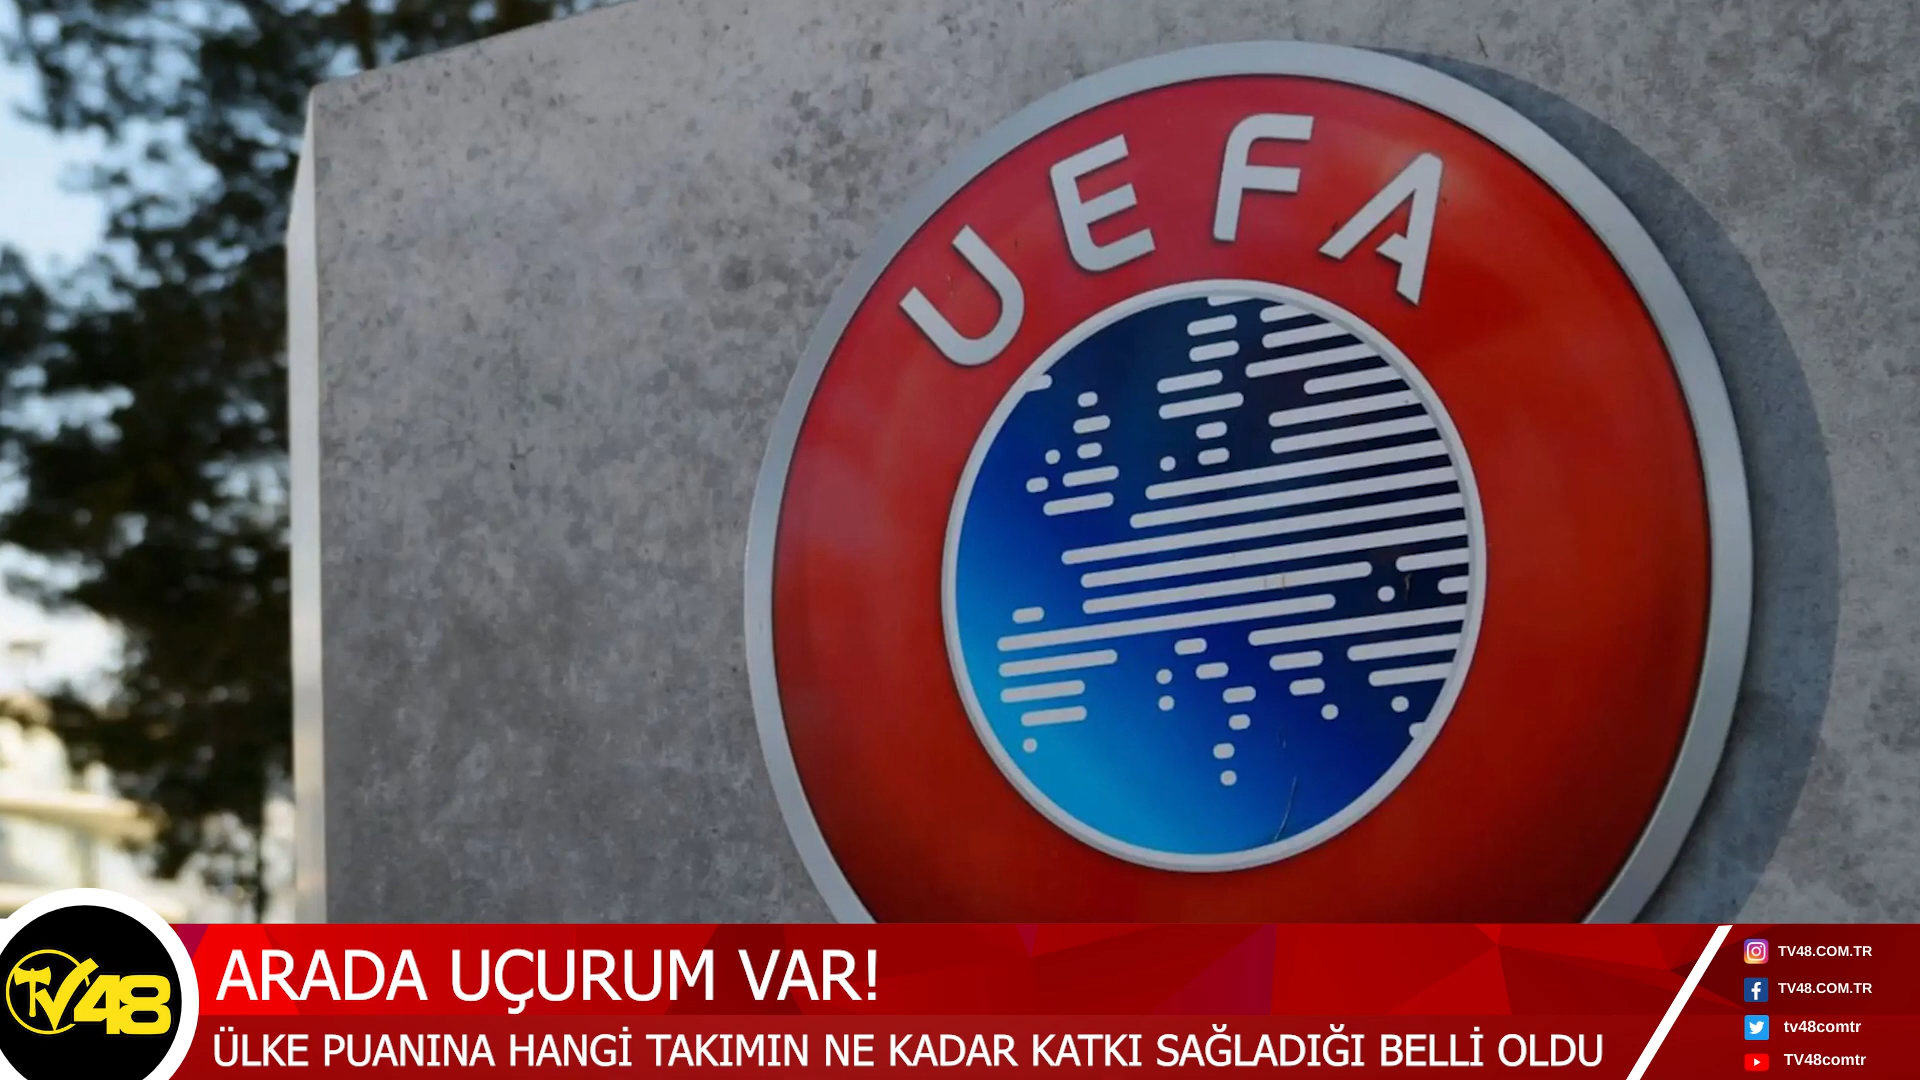 UEFA
ARADA UÇURUM VAR!
ÜLKE PUANINA HANGİ TAKIMIN NE KADAR KATKI SAĞLADIĞI BELLİ OLDU
TV48
TV48.COM.TR
TV48.COM.TR
tv48comtr
TV48comtr